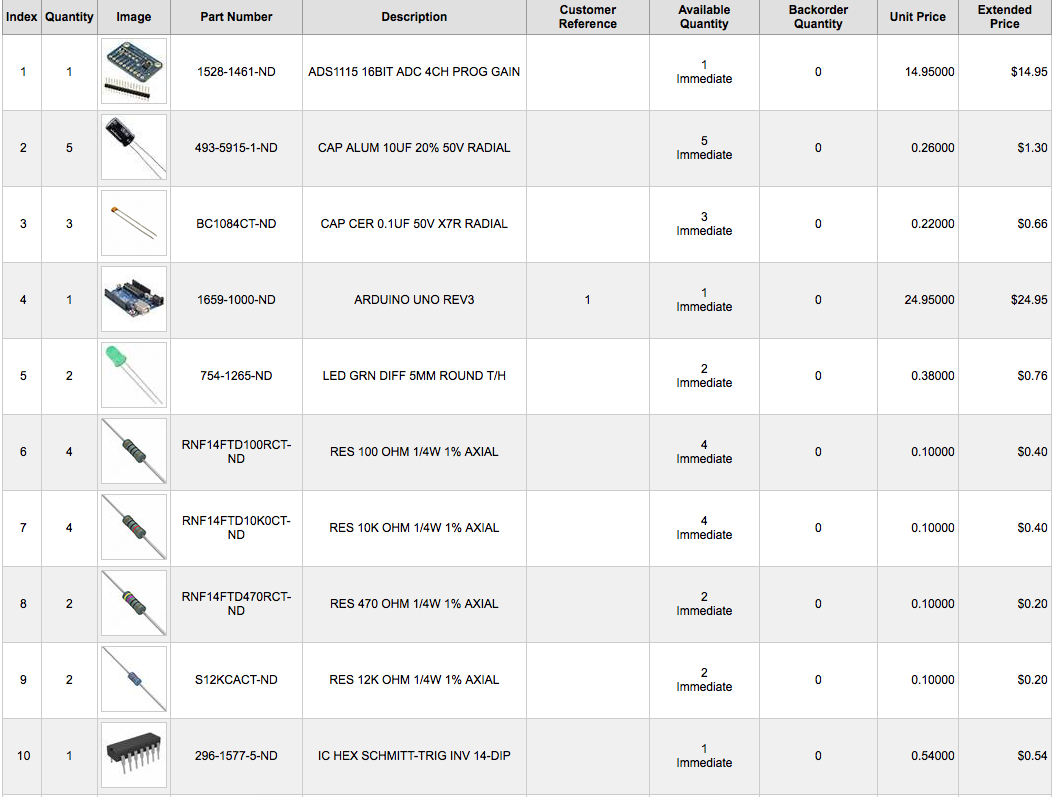 Index Quantity Image Part Number Description Customer Reference Available Quantity Backorder Quantity Unit Price Extended Price
1 1 1528-1461-ND ADS1115 16BIT ADC 4CH PROG GAIN 1 Immediate 0 14.95000 $14.95
2 5 493-5915-1-ND CAP ALUM 10UF 20% 50V RADIAL 5 Immediate 0 0.26000 $1.30
3 3 BC1084CT-ND CAP CER 0.1UF 50V X7R RADIAL 3 Immediate 0 0.22000 $0.66
4 1 1659-1000-ND ARDUINO UNO REV3 1 1 Immediate 0 24.95000 $24.95
5 2 754-1265-ND LED GRN DIFF 5MM ROUND T/H 2 Immediate 0 0.38000 $0.76
6 4 RNF14FTD100RCT-ND RES 100 OHM 1/4W 1% AXIAL 4 Immediate 0 0.10000 $0.40
7 4 RNF14FTD10K0CT-ND RES 10K OHM 1/4W 1% AXIAL 4 Immediate 0 0.10000 $0.40
8 2 RNF14FTD470RCT-ND RES 470 OHM 1/4W 1% AXIAL 2 Immediate 0 0.10000 $0.20
9 2 S12KCACT-ND RES 12K OHM 1/4W 1% AXIAL 2 Immediate 0 0.10000 $0.20
10 1 296-1577-5-ND IC HEX SCHMITT-TRIG INV 14-DIP 1 Immediate 0 0.54000 $0.54